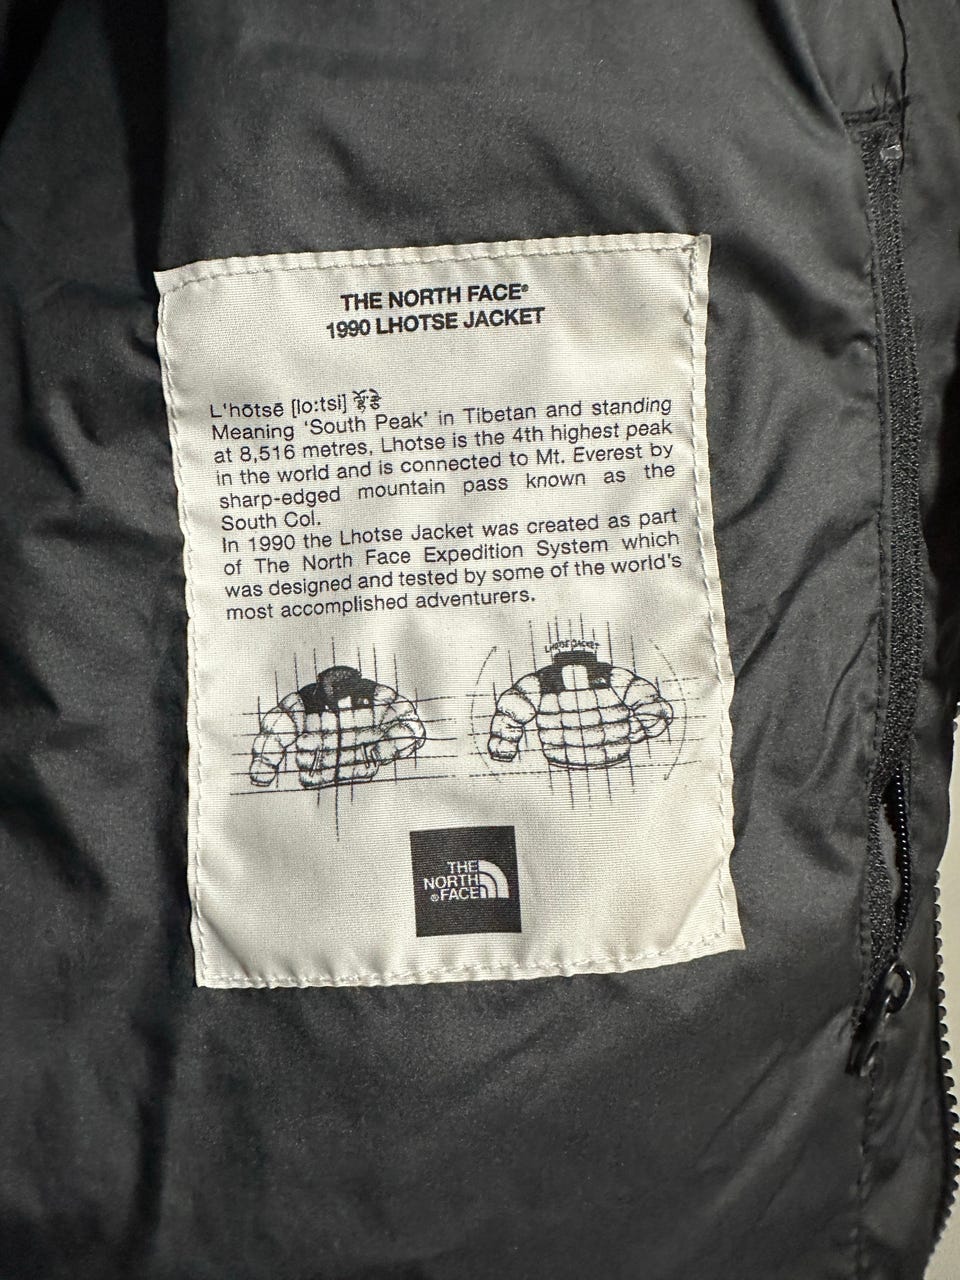 THE NORTH FACE®
1990 LHOTSE JACKET
L'hōtsē [lo:tsi]
Meaning ‘South Peak’ in Tibetan and standing
at 8,516 metres, Lhotse is the 4th highest peak
in the world and is connected to Mt. Everest by
sharp-edged mountain pass known as the
South Col.
In 1990 the Lhotse Jacket was created as part
of The North Face Expedition System which
was designed and tested by some of the world's
most accomplished adventurers.
LHOTSE JACKET
THE
NORTH
®FACE